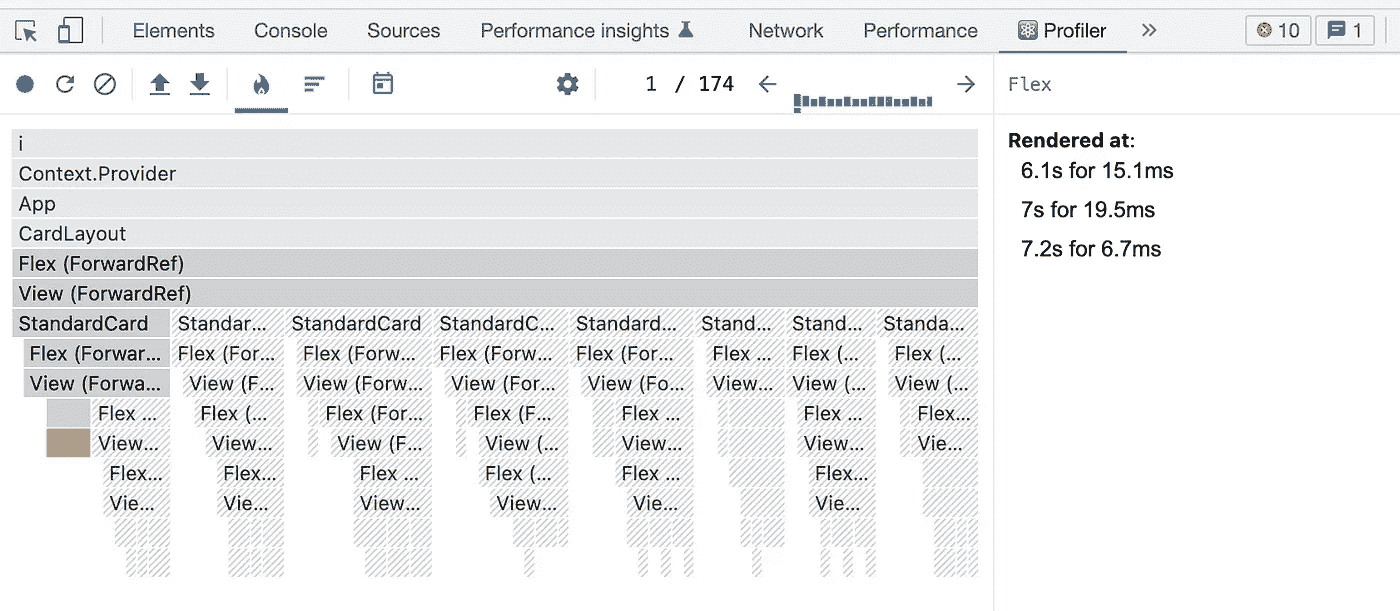 Elements Console Sources Performance insights Network Performance Profiler 10 1
1 / 174 Flex
Rendered at:
6.1s for 15.1ms
7s for 19.5ms
7.2s for 6.7ms
i
Context.Provider
App
CardLayout
Flex (ForwardRef)
View (ForwardRef)
StandardCard Standar... StandardCard StandardC... Standard... Stand... Stand... Standa...
Flex (Forwar... Flex (For... Flex (Forw... Flex (Forw... Flex (For... Flex ... Flex (... Flex (...
View (Forwa... View (F... View (Forw... View (For... View (Fo... View... View (... View (...
Flex ... Flex (... Flex (For... Flex (F... Flex ... Flex ... Flex...
View... View... View (F... View (... View... View... Vie...
Flex... Flex... Flex ... Flex (... Flex ... Flex...
Vie... Vie... View... View... Vie... Vie...